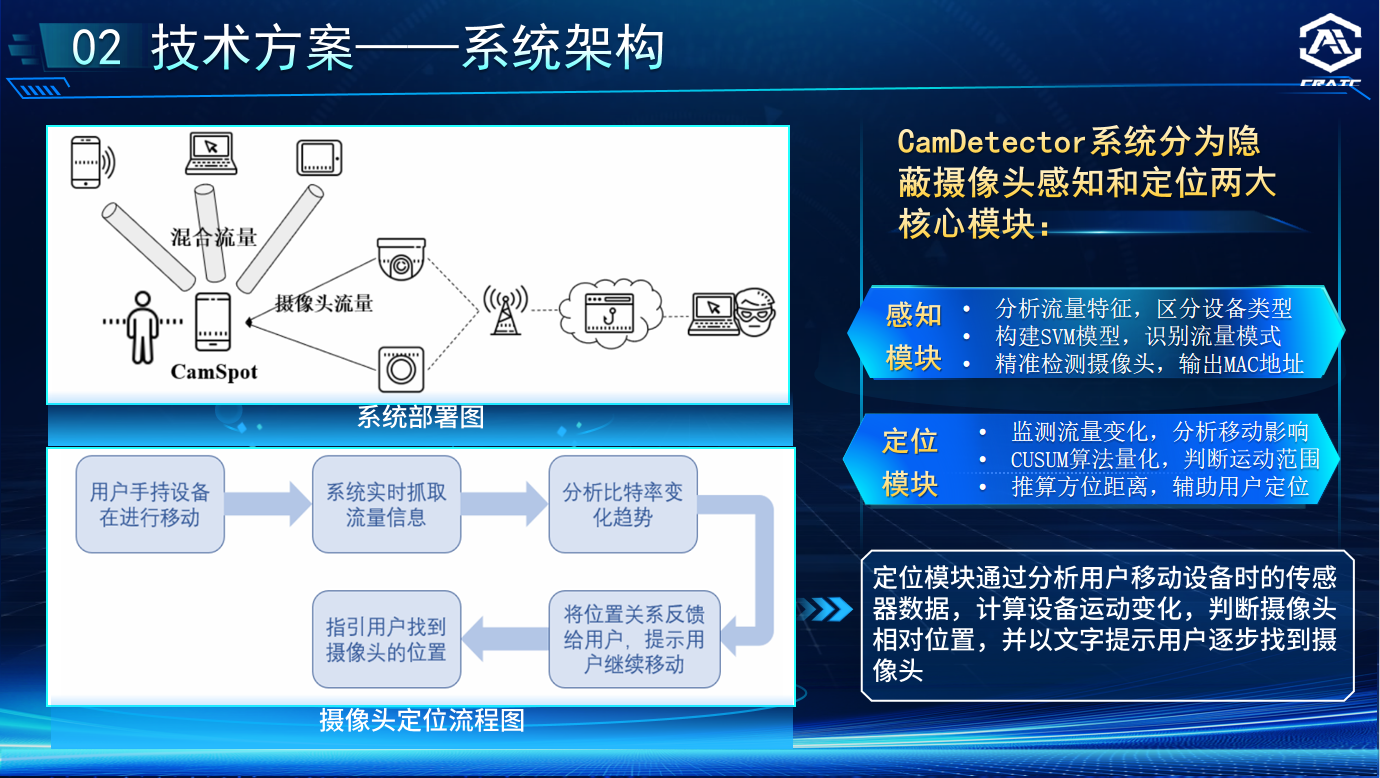 02 技术方案——系统架构
CRAIC
混合流量
摄像头流量
CamSpot
系统部署图
用户手持设备
在进行移动
系统实时抓取
流量信息
分析比特率变
化趋势
将位置关系反馈
给用户，提示用
户继续移动
指引用户找到
摄像头的位置
摄像头定位流程图
CamDetector系统分为隐
蔽摄像头感知和定位两大
核心模块：
感知
模块
• 分析流量特征，区分设备类型
• 构建SVM模型，识别流量模式
• 精准检测摄像头，输出MAC地址
定位
模块
• 监测流量变化，分析移动影响
• CUSUM算法量化，判断运动范围
• 推算方位距离，辅助用户定位
定位模块通过分析用户移动设备时的传感
器数据，计算设备运动变化，判断摄像头
相对位置，并以文字提示用户逐步找到摄
像头